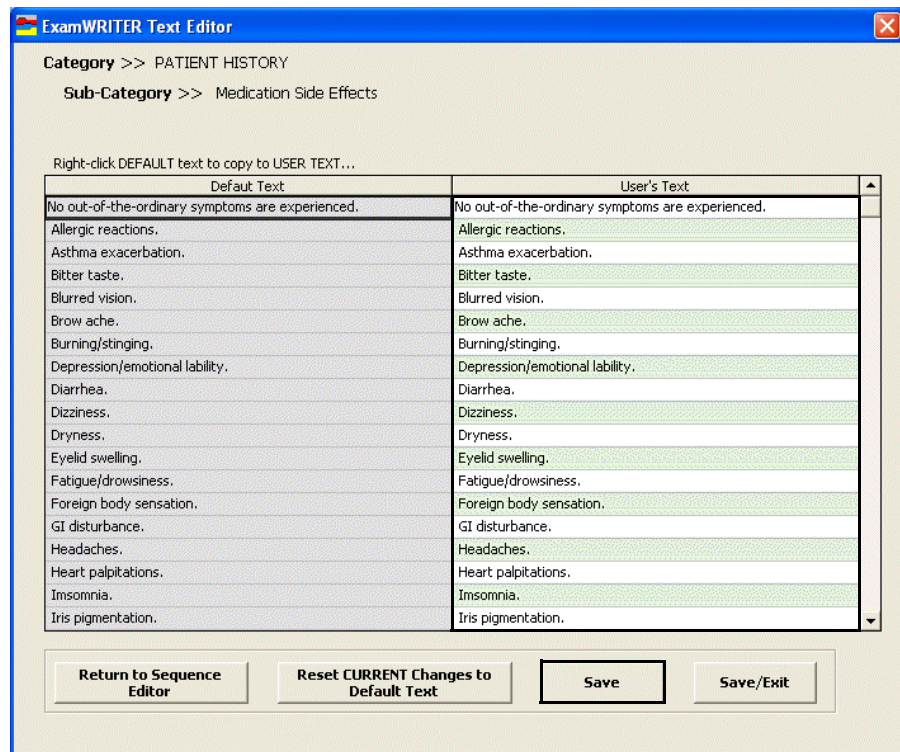 ExamWRITER Text Editor
Category >> PATIENT HISTORY
Sub-Category >> Medication Side Effects
Right-click DEFAULT text to copy to USER TEXT...
Defaut Text User's Text
No out-of-the-ordinary symptoms are experienced. No out-of-the-ordinary symptoms are experienced.
Allergic reactions. Allergic reactions.
Asthma exacerbation. Asthma exacerbation.
Bitter taste. Bitter taste.
Blurred vision. Blurred vision.
Brow ache. Brow ache.
Burning/stinging. Burning/stinging.
Depression/emotional lability. Depression/emotional lability.
Diarrhea. Diarrhea.
Dizziness. Dizziness.
Dryness. Dryness.
Eyelid swelling. Eyelid swelling.
Fatigue/drowsiness. Fatigue/drowsiness.
Foreign body sensation. Foreign body sensation.
GI disturbance. GI disturbance.
Headaches. Headaches.
Heart palpitations. Heart palpitations.
Imsomnia. Imsomnia.
Iris pigmentation. Iris pigmentation.
Return to Sequence
Editor
Reset CURRENT Changes to
Default Text
Save
Save/Exit